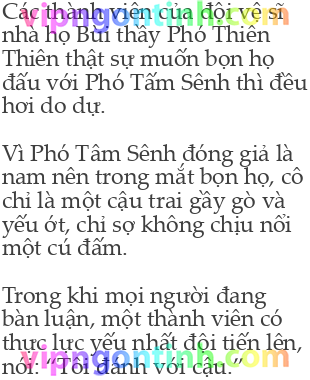 Các thành viên của đội vệ sĩ
vipngontinh.com
nhà họ Bùi thấy Phó Thiên
Thiên thật sự muốn bọn họ
đấu với Phó Tấm Sênh thì đều
hơi do dự.
Vì Phó Tâm Sênh đóng giả là
nam nên trong mắt bọn họ, cô
chỉ là một cậu trai gầy gò và
yếu ớt, chỉ sợ không chịu nổi
một cú đấm.
Trong khi mọi người đang
bàn luận, một thành viên có
thực lực yếu nhất đội tiến lên,
vipngontinh.com
nói: “Tôi đánh với cậu.”